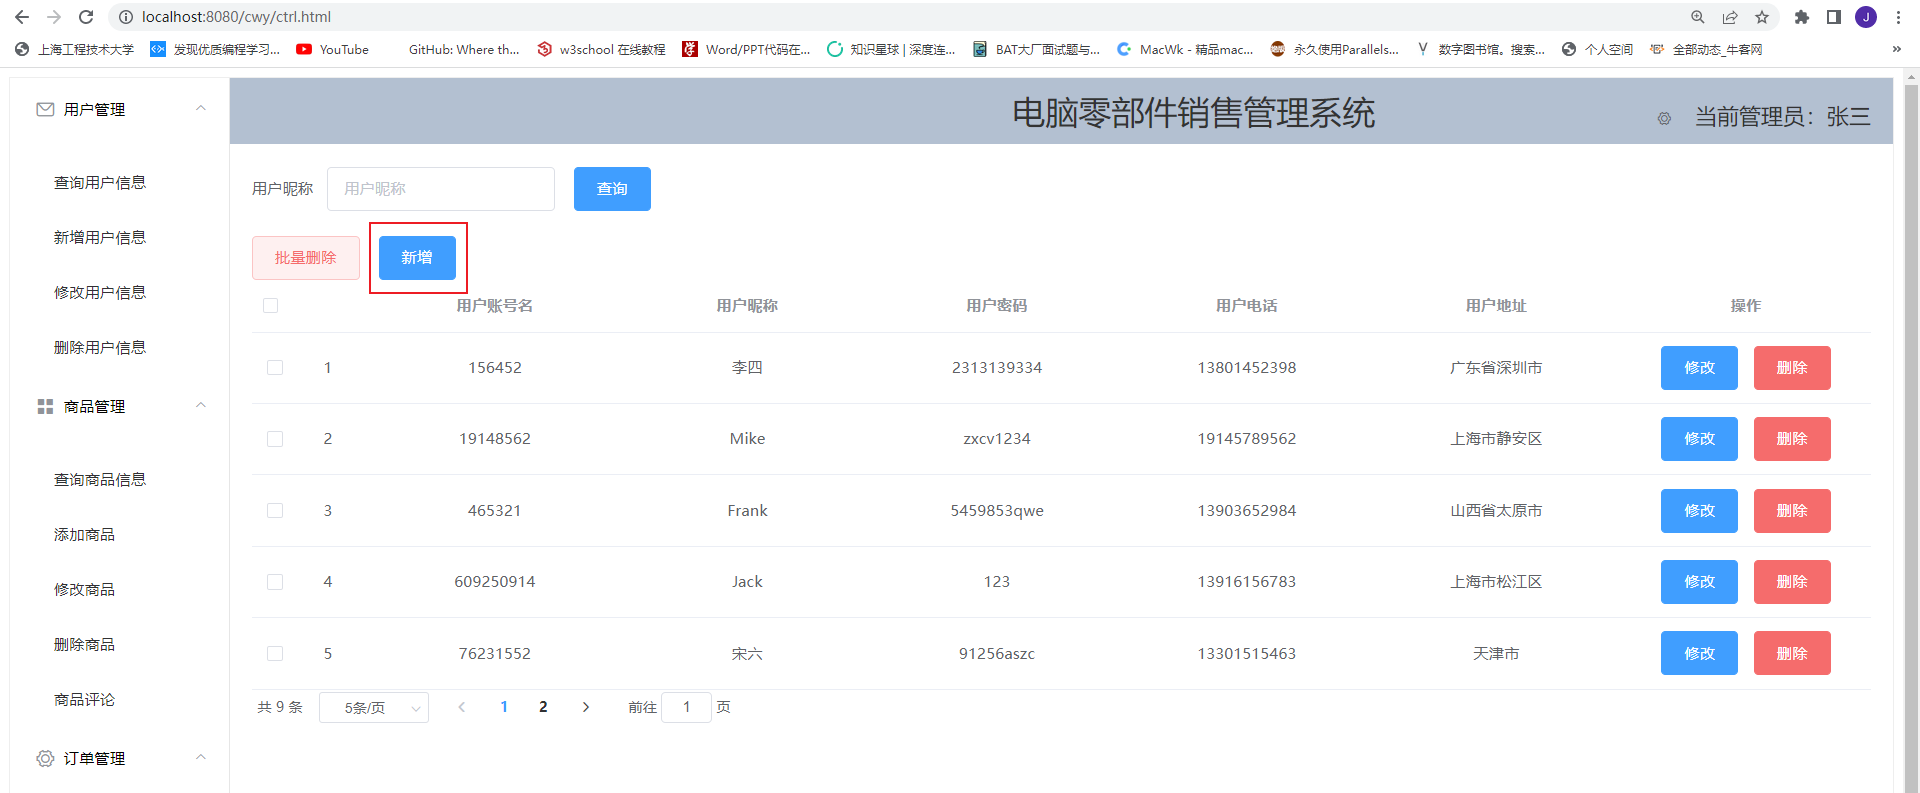 localhost:8080/cwy/ctrl.html
J
上海工程技术大学 发现优质编程学习... YouTube GitHub: Where th... w3school 在线教程 Word/PPT代码在... 知识星球 | 深度连... BAT大厂面试题与... MacWk - 精品mac... 永久使用Parallels... 数字图书馆。搜索... 个人空间 全部动态_牛客网 »
用户管理
查询用户信息
新增用户信息
修改用户信息
删除用户信息
商品管理
查询商品信息
添加商品
修改商品
删除商品
商品评论
订单管理
电脑零部件销售管理系统
当前管理员：张三
用户昵称 用户昵称 查询
批量删除 新增
用户账号名 用户昵称 用户密码 用户电话 用户地址 操作
1 156452 李四 2313139334 13801452398 广东省深圳市 修改 删除
2 19148562 Mike zxcv1234 19145789562 上海市静安区 修改 删除
3 465321 Frank 5459853qwe 13903652984 山西省太原市 修改 删除
4 609250914 Jack 123 13916156783 上海市松江区 修改 删除
5 76231552 宋六 91256aszc 13301515463 天津市 修改 删除
共 9 条 5条/页 1 2 前往 1 页